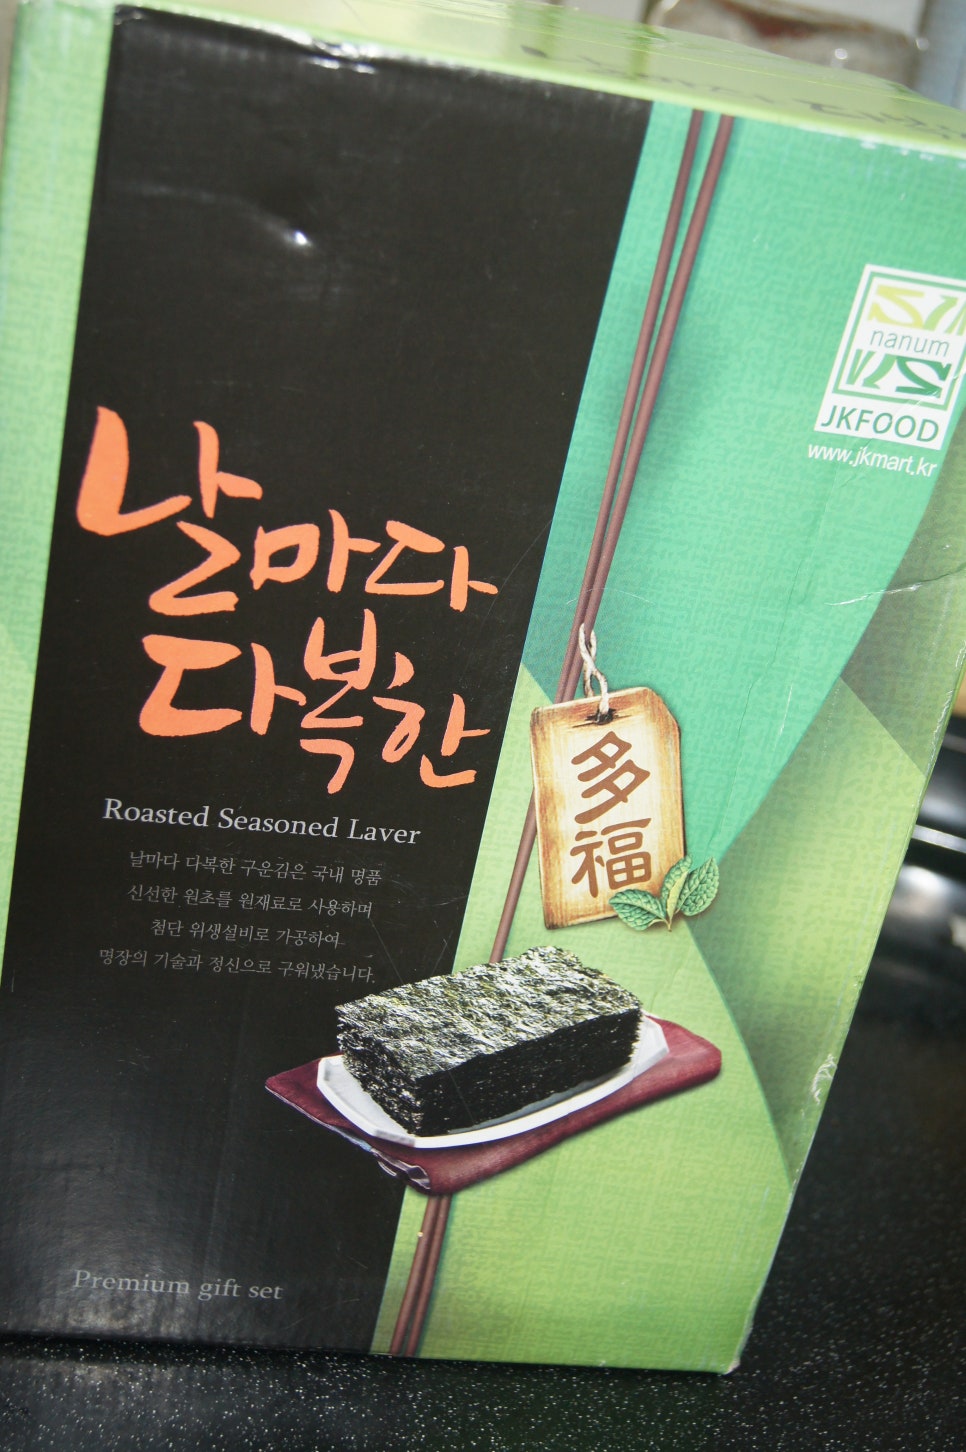 nanum
JKFOOD
www.jkmart.kr
날마다
다복한
多福
Roasted Seasoned Laver
날마다 다복한 구운김은 국내 명품
신선한 원초를 원재료로 사용하며
첨단 위생설비로 가공하여
명장의 기술과 정신으로 구워냈습니다.
Premium gift set